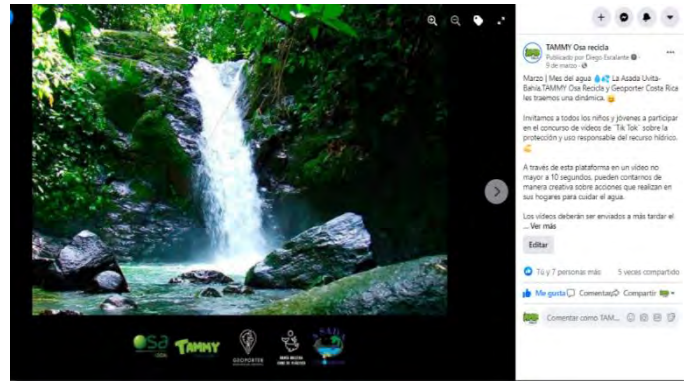 TAMMY Osa recicla
Publicado por Diego Escalante
9 de marzo
Marzo | Mes del agua 💧💦 La Asada Uvita-
Bahía,TAMMY Osa Recicla y Geoporter Costa Rica
les traemos una dinámica.
Invitamos a todos los niños y jóvenes a participar
en el concurso de videos de ¨Tik Tok¨ sobre la
protección y uso responsable del recurso hídrico.
A través de esta plataforma en un video no
mayor a 10 segundos, pueden contarnos de
manera creativa sobre acciones que realizan en
sus hogares para cuidar el agua.
Los videos deberán ser enviados a más tardar el
... Ver más
Editar
Tú y 7 personas más 5 veces compartido
Me gusta Comentar Compartir
Comentar como TAM...
osa
TAMMY
GEOPORTER
ASADA